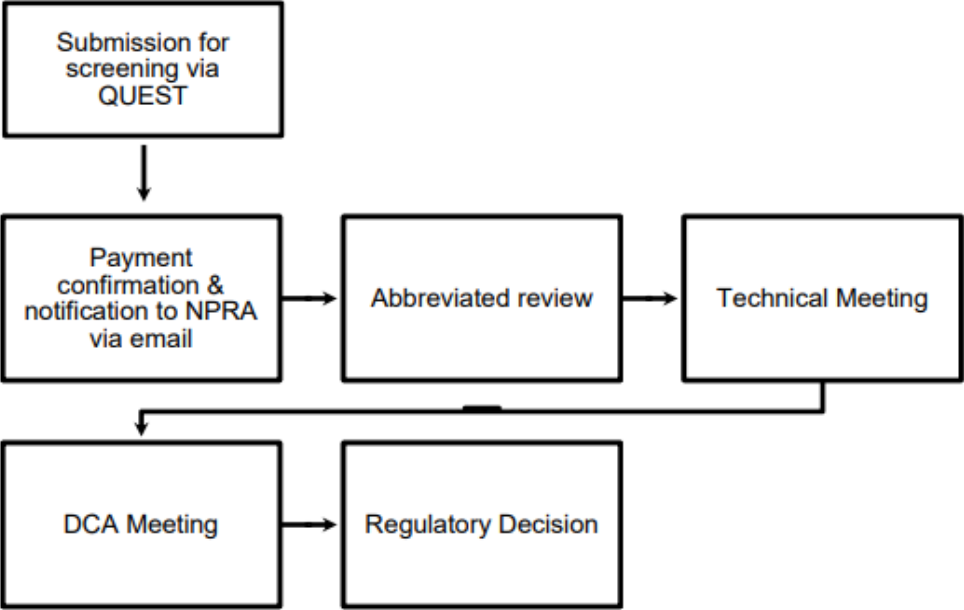 Submission for
screening via
QUEST
Payment
confirmation &
notification to NPRA
via email
Abbreviated review
Technical Meeting
DCA Meeting
Regulatory Decision